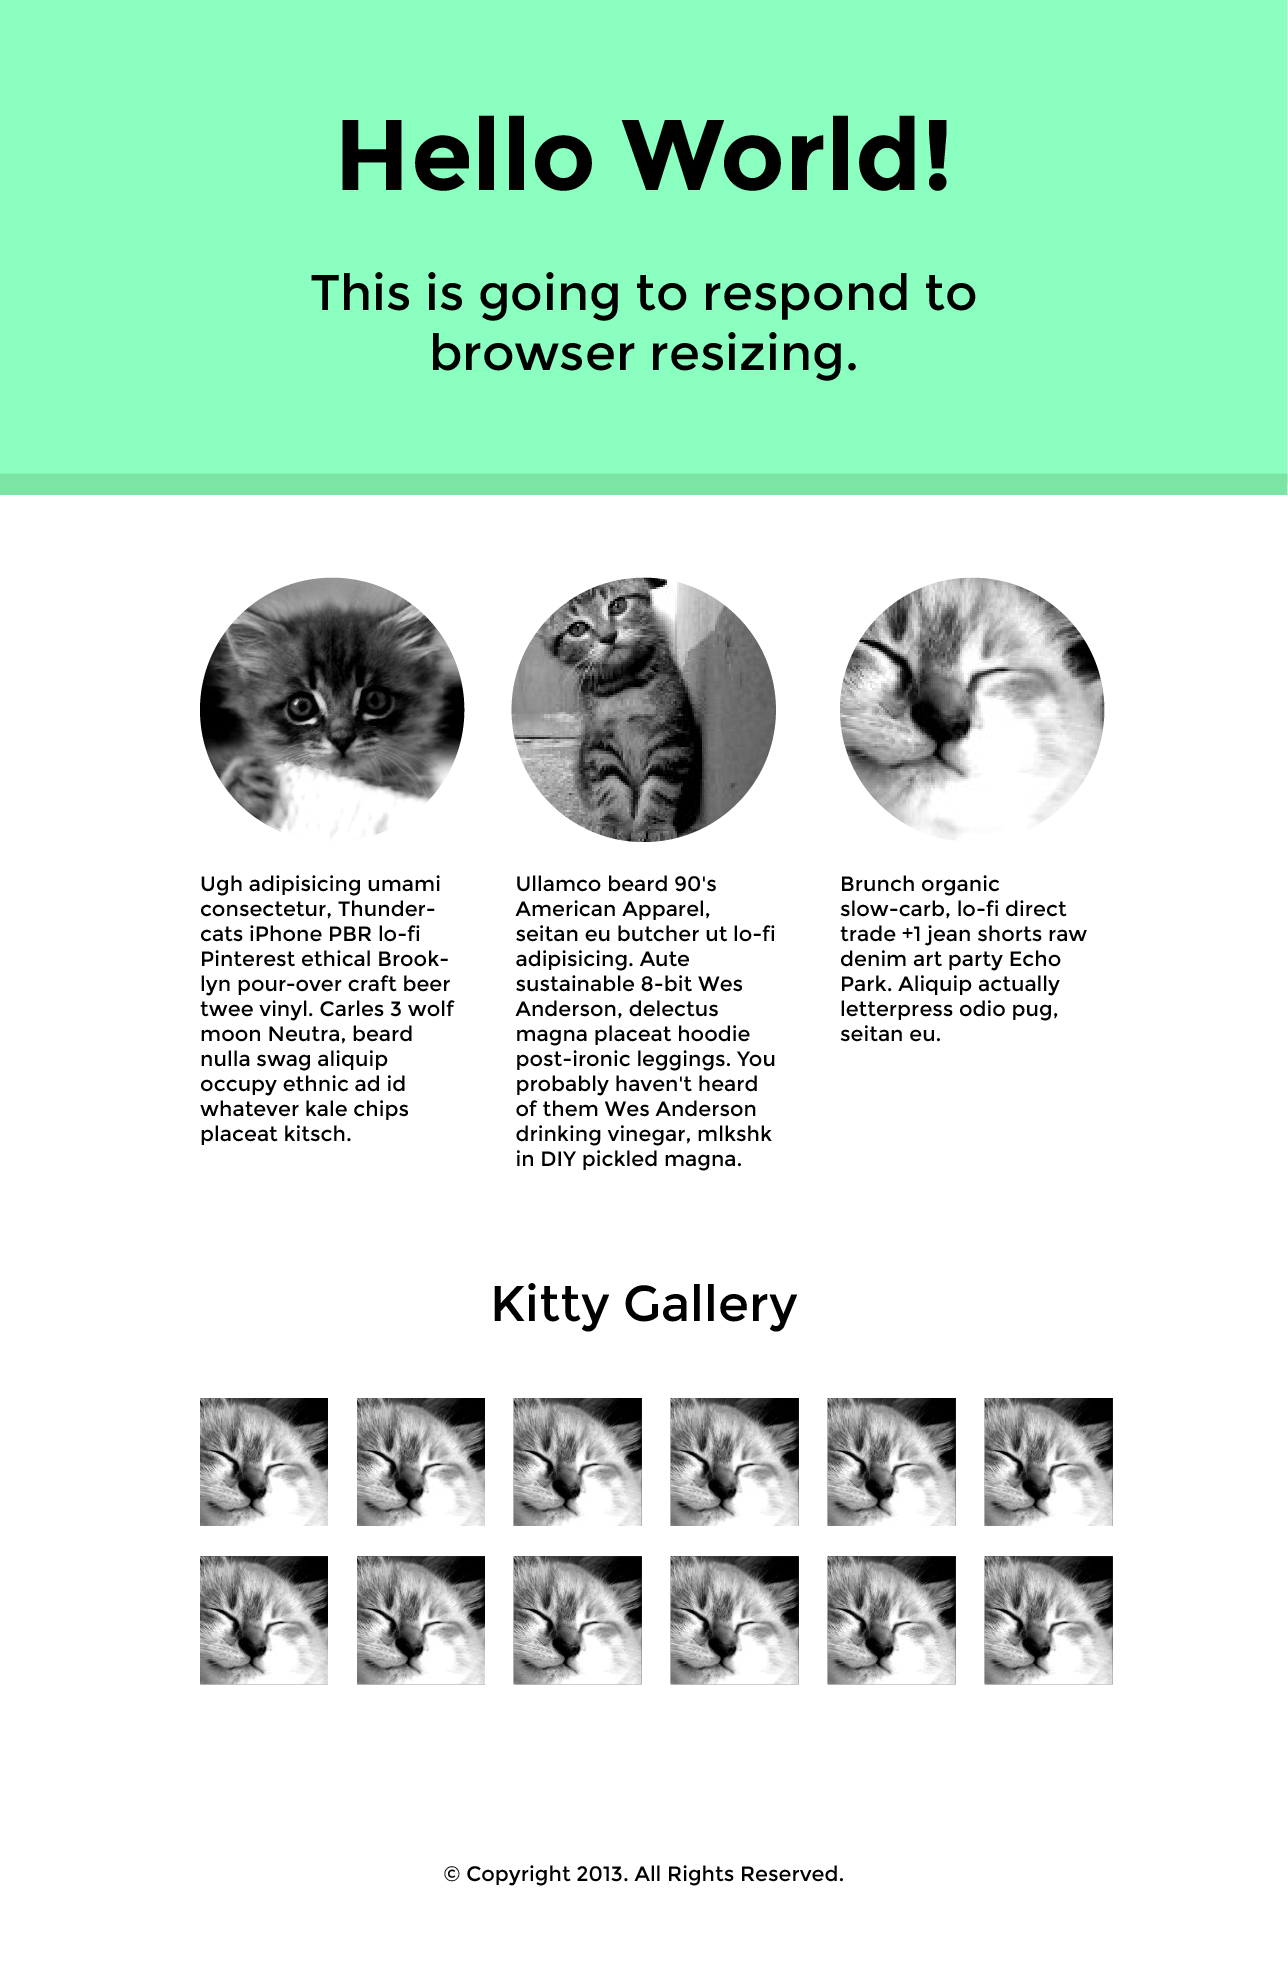 Hello World!
This is going to respond to
browser resizing.
Ugh adipisicing umami
consectetur, Thunder-
cats iPhone PBR lo-fi
Pinterest ethical Brook-
lyn pour-over craft beer
twee vinyl. Carles 3 wolf
moon Neutra, beard
nulla swag aliquip
occupy ethnic ad id
whatever kale chips
placeat kitsch.
Ullamco beard 90's
American Apparel,
seitan eu butcher ut lo-fi
adipisicing. Aute
sustainable 8-bit Wes
Anderson, delectus
magna placeat hoodie
post-ironic leggings. You
probably haven't heard
of them Wes Anderson
drinking vinegar, mlkshk
in DIY pickled magna.
Brunch organic
slow-carb, lo-fi direct
trade +1 jean shorts raw
denim art party Echo
Park. Aliquip actually
letterpress odio pug,
seitan eu.
Kitty Gallery
© Copyright 2013. All Rights Reserved.